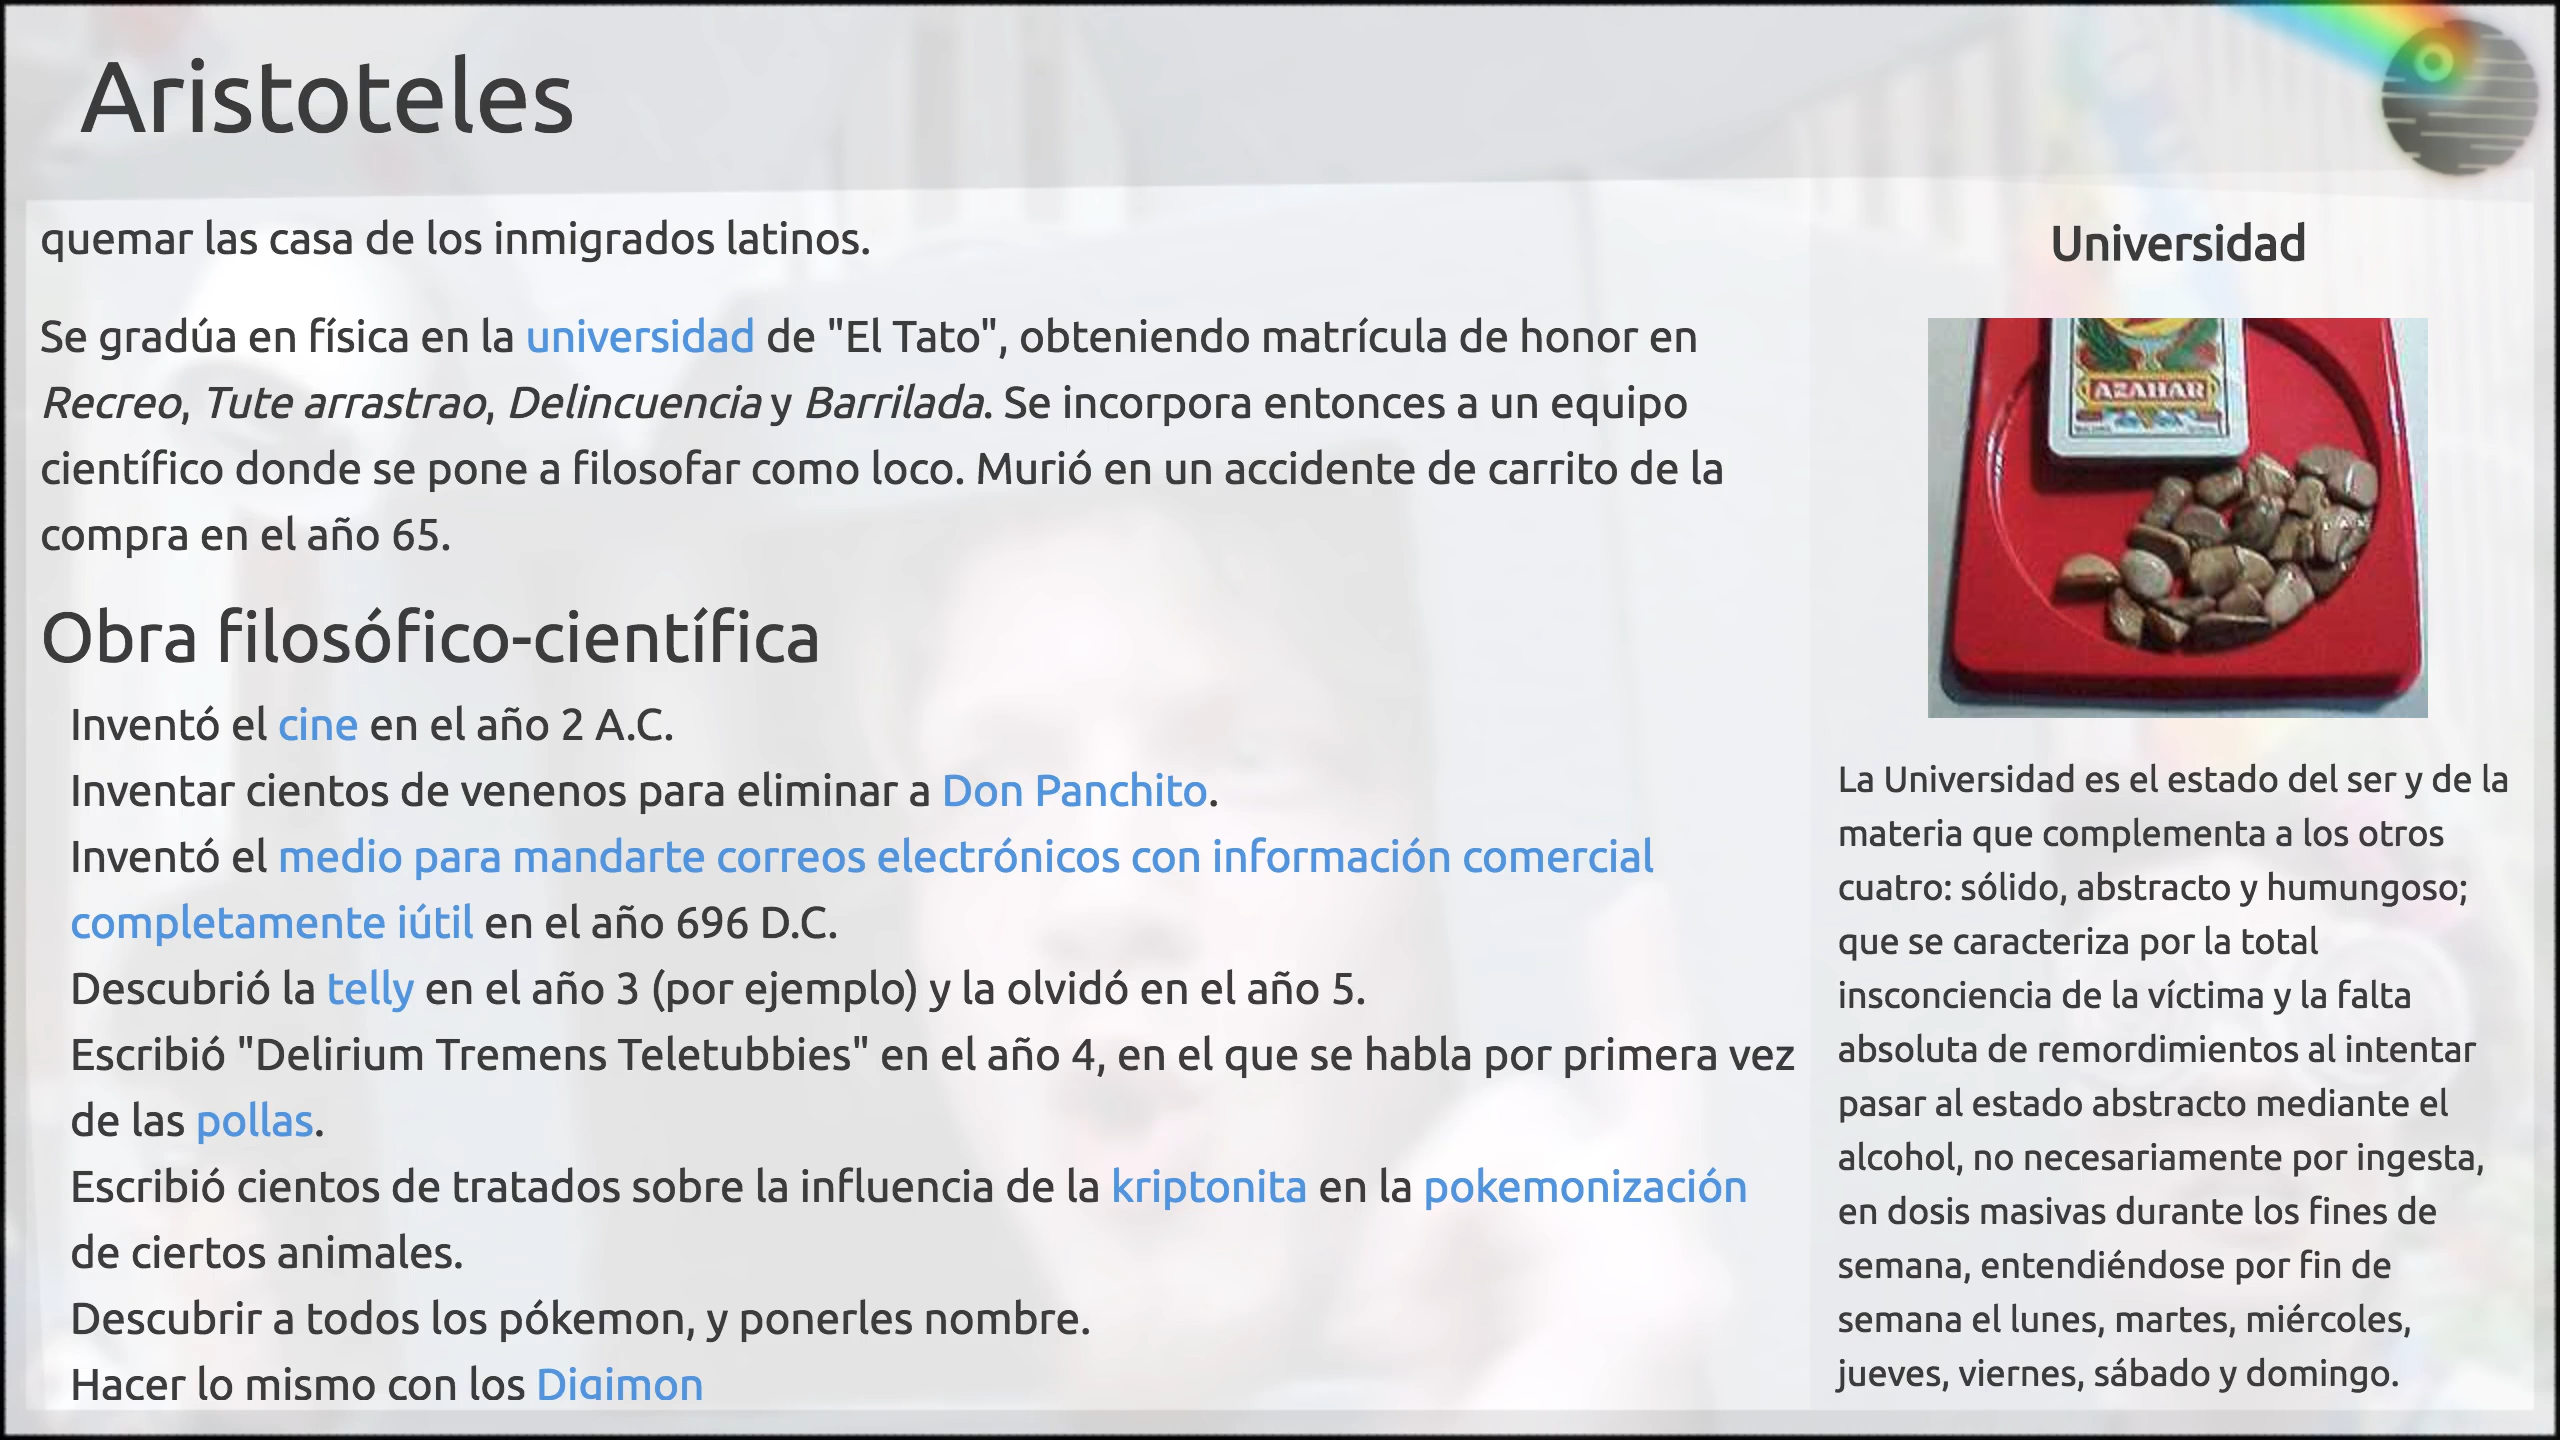 Aristoteles
quemar las casa de los inmigrados latinos.
Se gradúa en física en la universidad de "El Tato", obteniendo matrícula de honor en
Recreo, Tute arrastrao, Delincuencia y Barrilada. Se incorpora entonces a un equipo
científico donde se pone a filosofar como loco. Murió en un accidente de carrito de la
compra en el año 65.
Obra filosófico-científica
Inventó el cine en el año 2 A.C.
Inventar cientos de venenos para eliminar a Don Panchito.
Inventó el medio para mandarte correos electrónicos con información comercial
completamente iútil en el año 696 D.C.
Descubrió la telly en el año 3 (por ejemplo) y la olvidó en el año 5.
Escribió "Delirium Tremens Teletubbies" en el año 4, en el que se habla por primera vez
de las pollas.
Escribió cientos de tratados sobre la influencia de la kriptonita en la pokemonización
de ciertos animales.
Descubrir a todos los pókemon, y ponerles nombre.
Hacer lo mismo con los Digimon
Universidad
AZAHAR
La Universidad es el estado del ser y de la
materia que complementa a los otros
cuatro: sólido, abstracto y humungoso;
que se caracteriza por la total
insconciencia de la víctima y la falta
absoluta de remordimientos al intentar
pasar al estado abstracto mediante el
alcohol, no necesariamente por ingesta,
en dosis masivas durante los fines de
semana, entendiéndose por fin de
semana el lunes, martes, miércoles,
jueves, viernes, sábado y domingo.